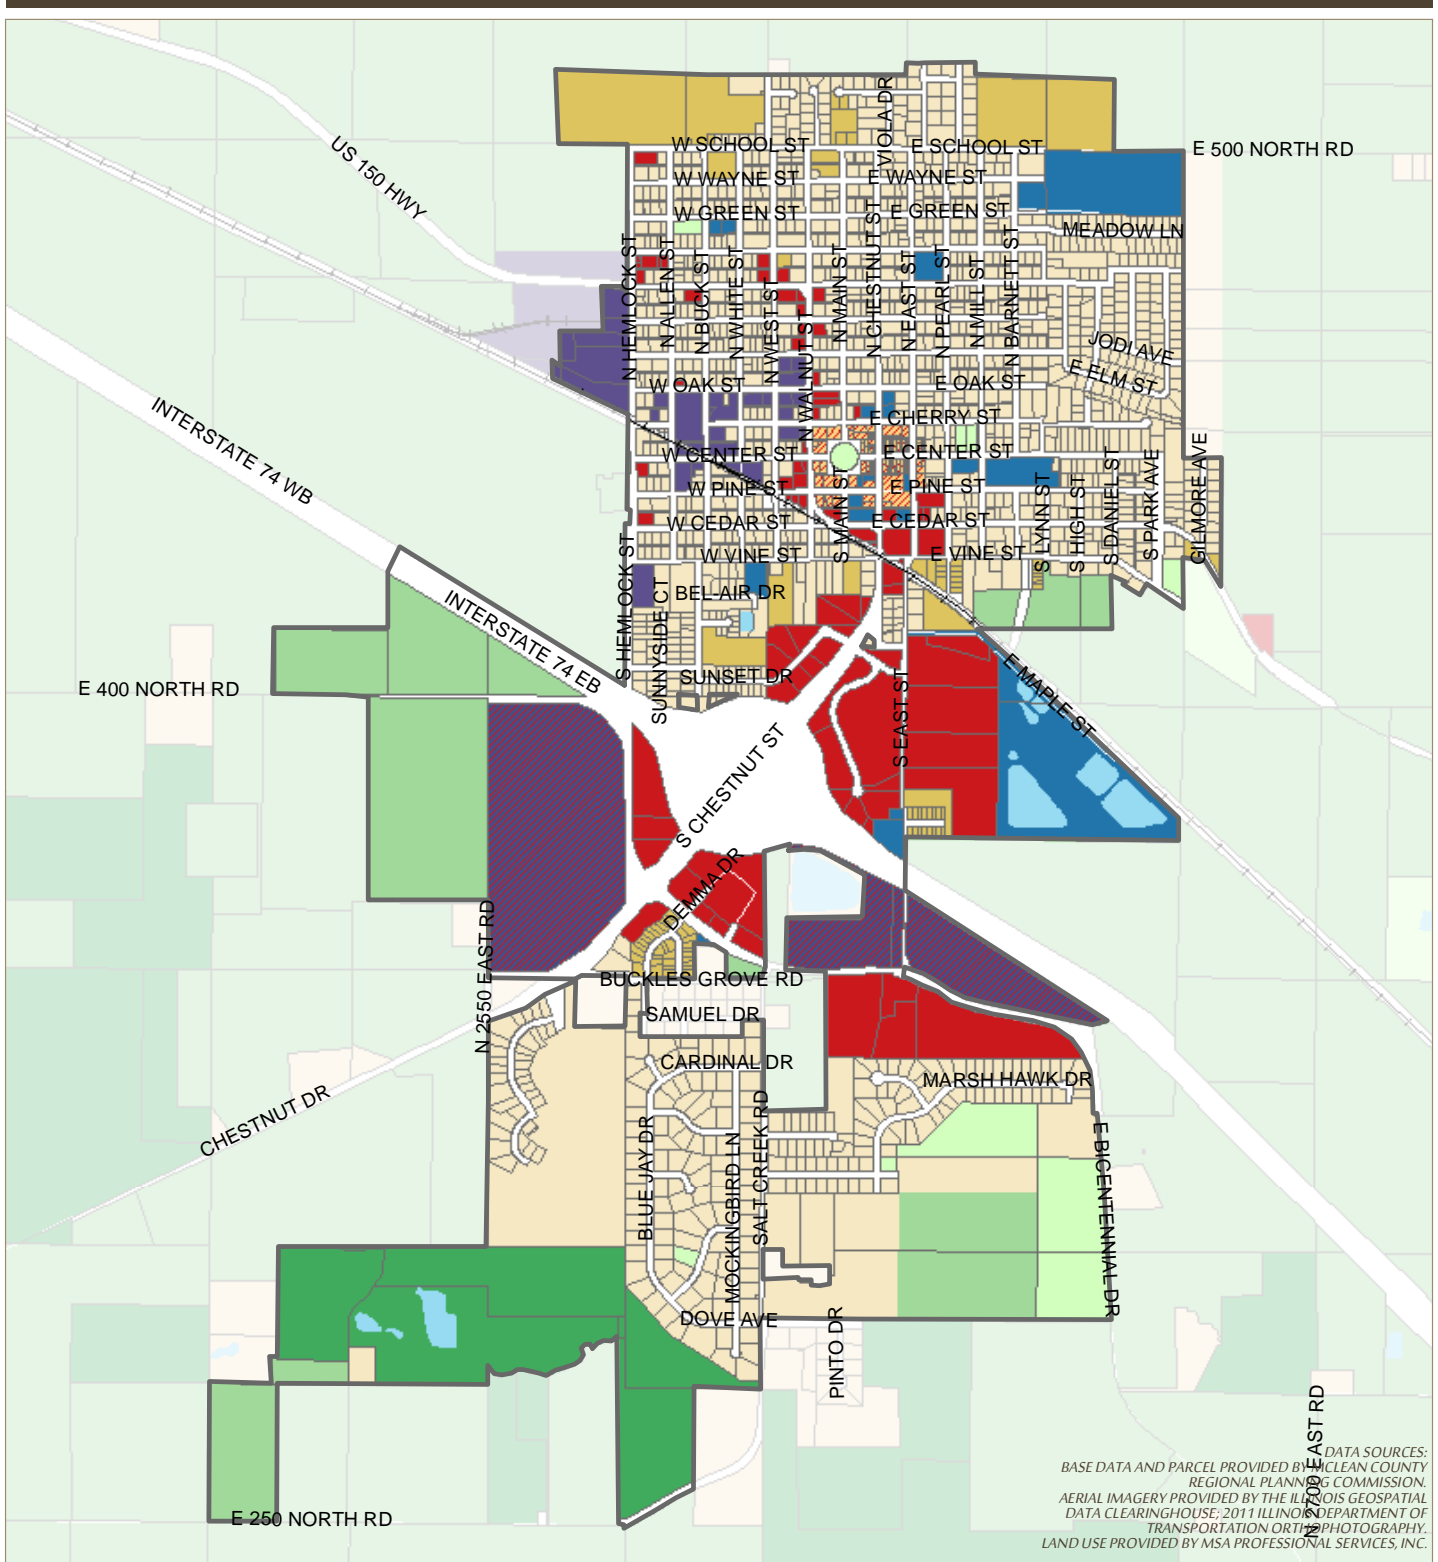 VIOLA DR
W SCHOOL ST
E SCHOOL ST
E 500 NORTH RD
US 150 HWY
W WAYNE ST
E WAYNE ST
W GREEN ST
E GREEN ST
MEADOW LN
N HEMLOCK ST
N ALLEN ST
N BUCK ST
N WHITE ST
N WEST ST
N WALNUT ST
N MAIN ST
N CHESTNUT ST
N EAST ST
N PEARL ST
N MILL ST
N BARNETT ST
JODI AVE
E ELM ST
W OAK ST
E OAK ST
E CHERRY ST
INTERSTATE 74 WB
W CENTER ST
E CENTER ST
W PINE ST
E PINE ST
W CEDAR ST
E CEDAR ST
W VINE ST
E VINE ST
S MAIN ST
S LYNN ST
S HIGH ST
S DANIEL ST
S PARK AVE
GILMORE AVE
S HEMLOCK ST
SUNNYSIDE CT
BEL-AIR DR
INTERSTATE 74 EB
E 400 NORTH RD
SUNSET DR
S EAST ST
E MAPLE ST
S CHESTNUT ST
DEMMA DR
N 2550 EAST RD
BUCKLES GROVE RD
SAMUEL DR
CARDINAL DR
MARSH HAWK DR
CHESTNUT DR
BLUE JAY DR
MOCKINGBIRD LN
SALT CREEK RD
E BICENTENNIAL DR
DOVE AVE
PINTO DR
E 250 NORTH RD
N 2700 EAST RD
DATA SOURCES:
BASE DATA AND PARCEL PROVIDED BY MCLEAN COUNTY
REGIONAL PLANNING COMMISSION.
AERIAL IMAGERY PROVIDED BY THE ILLINOIS GEOSPATIAL
DATA CLEARINGHOUSE; 2011 ILLINOIS DEPARTMENT OF
TRANSPORTATION ORTHOPHOTOGRAPHY.
LAND USE PROVIDED BY MSA PROFESSIONAL SERVICES, INC.